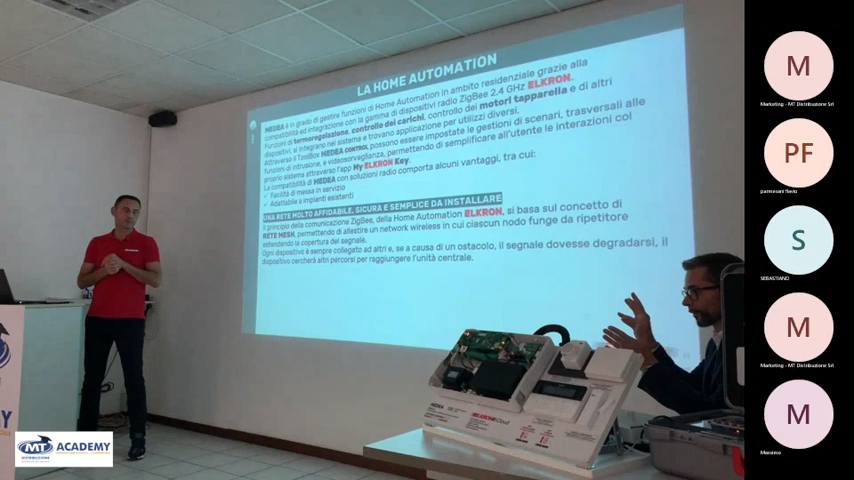 LA HOME AUTOMATION
MEDEA è in grado di gestire funzioni di Home Automation in ambito residenziale grazie alla
compatibilità ed integrazione con la gamma di dispositivi radio ZigBee 2.4 GHz ELKRON.
Funzioni di termoregolazione, controllo dei carichi, controllo dei motori tapparella e di altri
dispositivi, si integrano nel sistema e trovano applicazione per utilizzi diversi.
Attraverso il ToolBox MEDEA CONTROL possono essere impostate le gestioni di scenari, trasversali alle
funzioni di intrusione, e videosorveglianza, permettendo di semplificare all'utente le interazioni col
proprio sistema attraverso l'app My ELKRON Key.
La compatibilità di MEDEA con soluzioni radio comporta alcuni vantaggi, tra cui:
✓ Facilità di messa in servizio
✓ Adattabile a impianti esistenti
UNA RETE MOLTO AFFIDABILE, SICURA E SEMPLICE DA INSTALLARE
Il principio della comunicazione ZigBee, della Home Automation ELKRON, si basa sul concetto di
RETE MESH, permettendo di allestire un network wireless in cui ciascun nodo funge da ripetitore
estendendo la copertura del segnale.
Ogni dispositivo è sempre collegato ad altri e, se a causa di un ostacolo, il segnale dovesse degradarsi, il
dispositivo cercherà altri percorsi per raggiungere l'unità centrale.
MEDEA
ELKRON Cloud
MT ACADEMY
DISTRIBUZIONE
M
Marketing - MT Distribuzione Srl
PF
parmesani flavio
S
SEBASTIANO
M
Marketing - MT Distribuzione Srl
M
Massimo